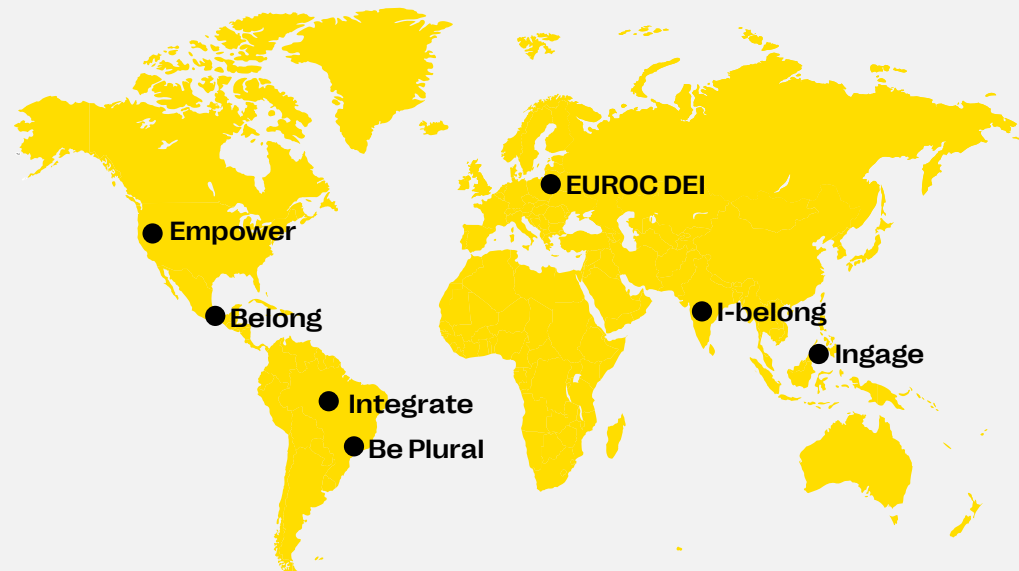 EUROC DEI
Empower
Belong
I-belong
Ingage
Integrate
Be Plural